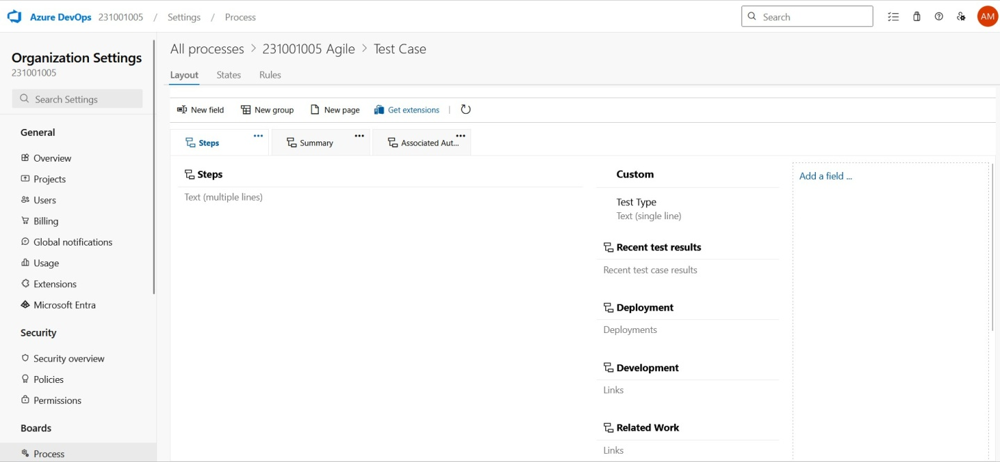 Azure DevOps 231001005 / Settings / Process
Search
AM
Organization Settings
231001005
Search Settings
General
Overview
Projects
Users
Billing
Global notifications
Usage
Extensions
Microsoft Entra
Security
Security overview
Policies
Permissions
Boards
Process
All processes > 231001005 Agile > Test Case
Layout States Rules
New field New group New page Get extensions |
Steps ... Summary ... Associated Aut... ...
Steps
Text (multiple lines)
Custom
Test Type
Text (single line)
Recent test results
Recent test case results
Deployment
Deployments
Development
Links
Related Work
Links
Add a field ...